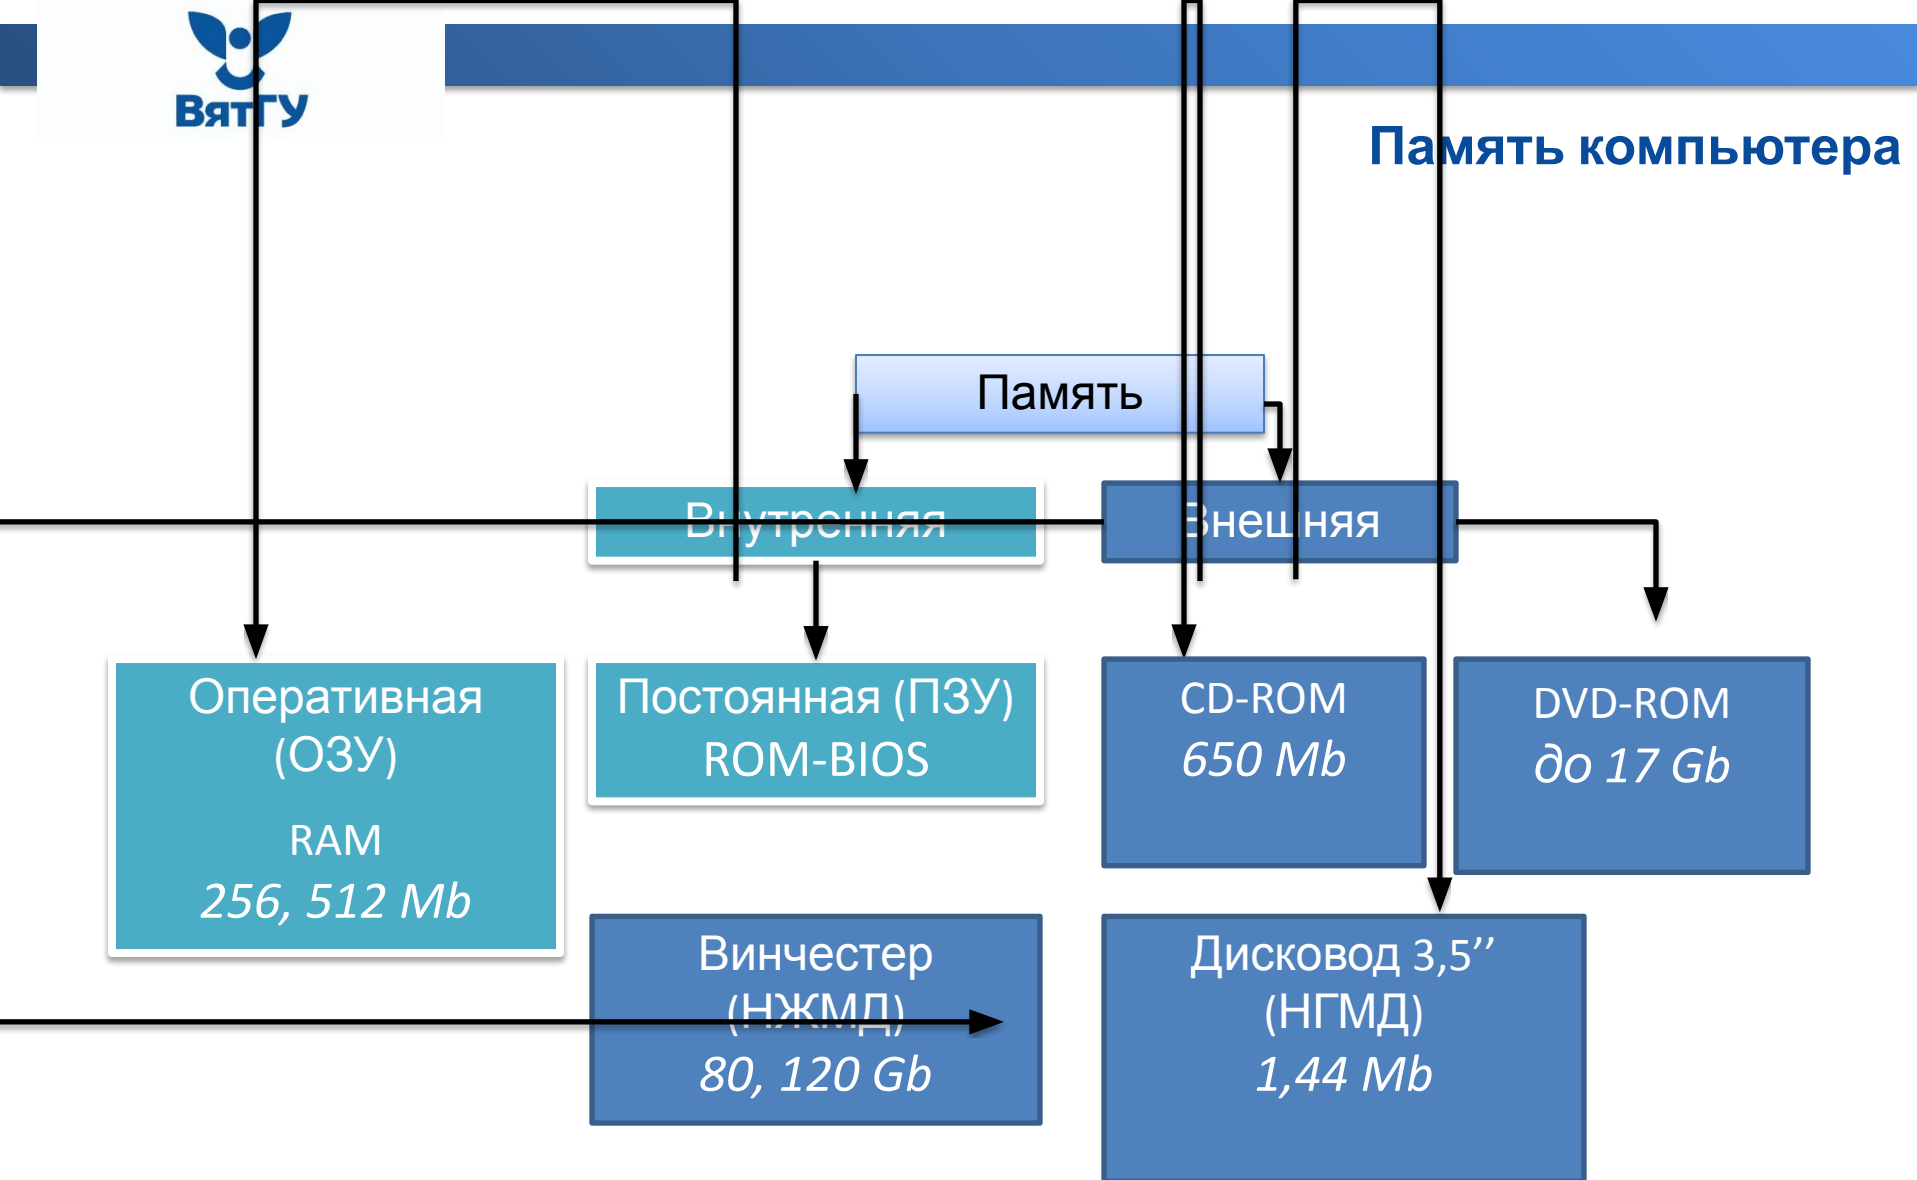 ВятГУ
Память компьютера
Память
Внутренняя
Внешняя
Оперативная
(ОЗУ)
RAM
256, 512 Mb
Постоянная (ПЗУ)
ROM-BIOS
CD-ROM
650 Mb
DVD-ROM
до 17 Gb
Винчестер
(НЖМД)
80, 120 Gb
Дисковод 3,5’’
(НГМД)
1,44 Mb